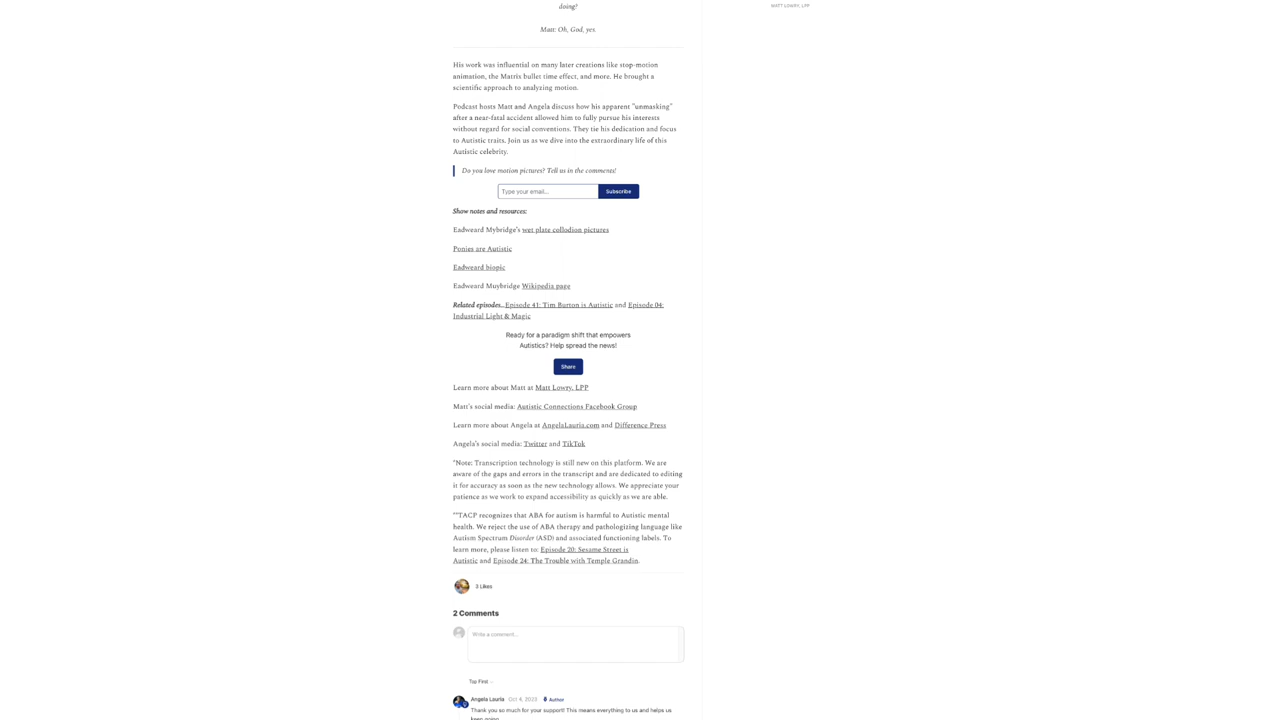 doing?
MATT LOWRY, LPP
Matt: Oh, God, yes.
His work was influential on many later creations like stop-motion
animation, the Matrix bullet time effect, and more. He brought a
scientific approach to analyzing motion.
Podcast hosts Matt and Angela discuss how his apparent "unmasking"
after a near-fatal accident allowed him to fully pursue his interests
without regard for social conventions. They tie his dedication and focus
to Autistic traits. Join us as we dive into the extraordinary life of this
Autistic celebrity.
Do you love motion pictures? Tell us in the comments!
Type your email... Subscribe
Show notes and resources:
Eadweard Mybridge's wet plate collodion pictures
Ponies are Autistic
Eadweard biopic
Eadweard Muybridge Wikipedia page
Related episodes...Episode 41: Tim Burton is Autistic and Episode 04:
Industrial Light & Magic
Ready for a paradigm shift that empowers
Autistics? Help spread the news!
Share
Learn more about Matt at Matt Lowry, LPP
Matt's social media: Autistic Connections Facebook Group
Learn more about Angela at AngelaLauria.com and Difference Press
Angela's social media: Twitter and TikTok
*Note: Transcription technology is still new on this platform. We are
aware of the gaps and errors in the transcript and are dedicated to editing
it for accuracy as soon as the new technology allows. We appreciate your
patience as we work to expand accessibility as quickly as we are able.
**TACP recognizes that ABA for autism is harmful to Autistic mental
health. We reject the use of ABA therapy and pathologizing language like
Autism Spectrum Disorder (ASD) and associated functioning labels. To
learn more, please listen to: Episode 20: Sesame Street is
Autistic and Episode 24: The Trouble with Temple Grandin.
3 Likes
2 Comments
Write a comment...
Top First
Angela Lauria Oct 4, 2023 Author
Thank you so much for your support! This means everything to us and helps us
keep going